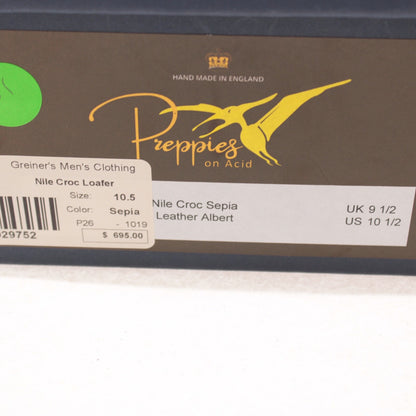 HAND MADE IN ENGLAND
Preppies
on Acid
Greiner's Men's Clothing
Nile Croc Loafer
Size: 10.5
Color: Sepia
P26 - 1019
29752
$ 695.00
Nile Croc Sepia UK 9 1/2
Leather Albert US 10 1/2